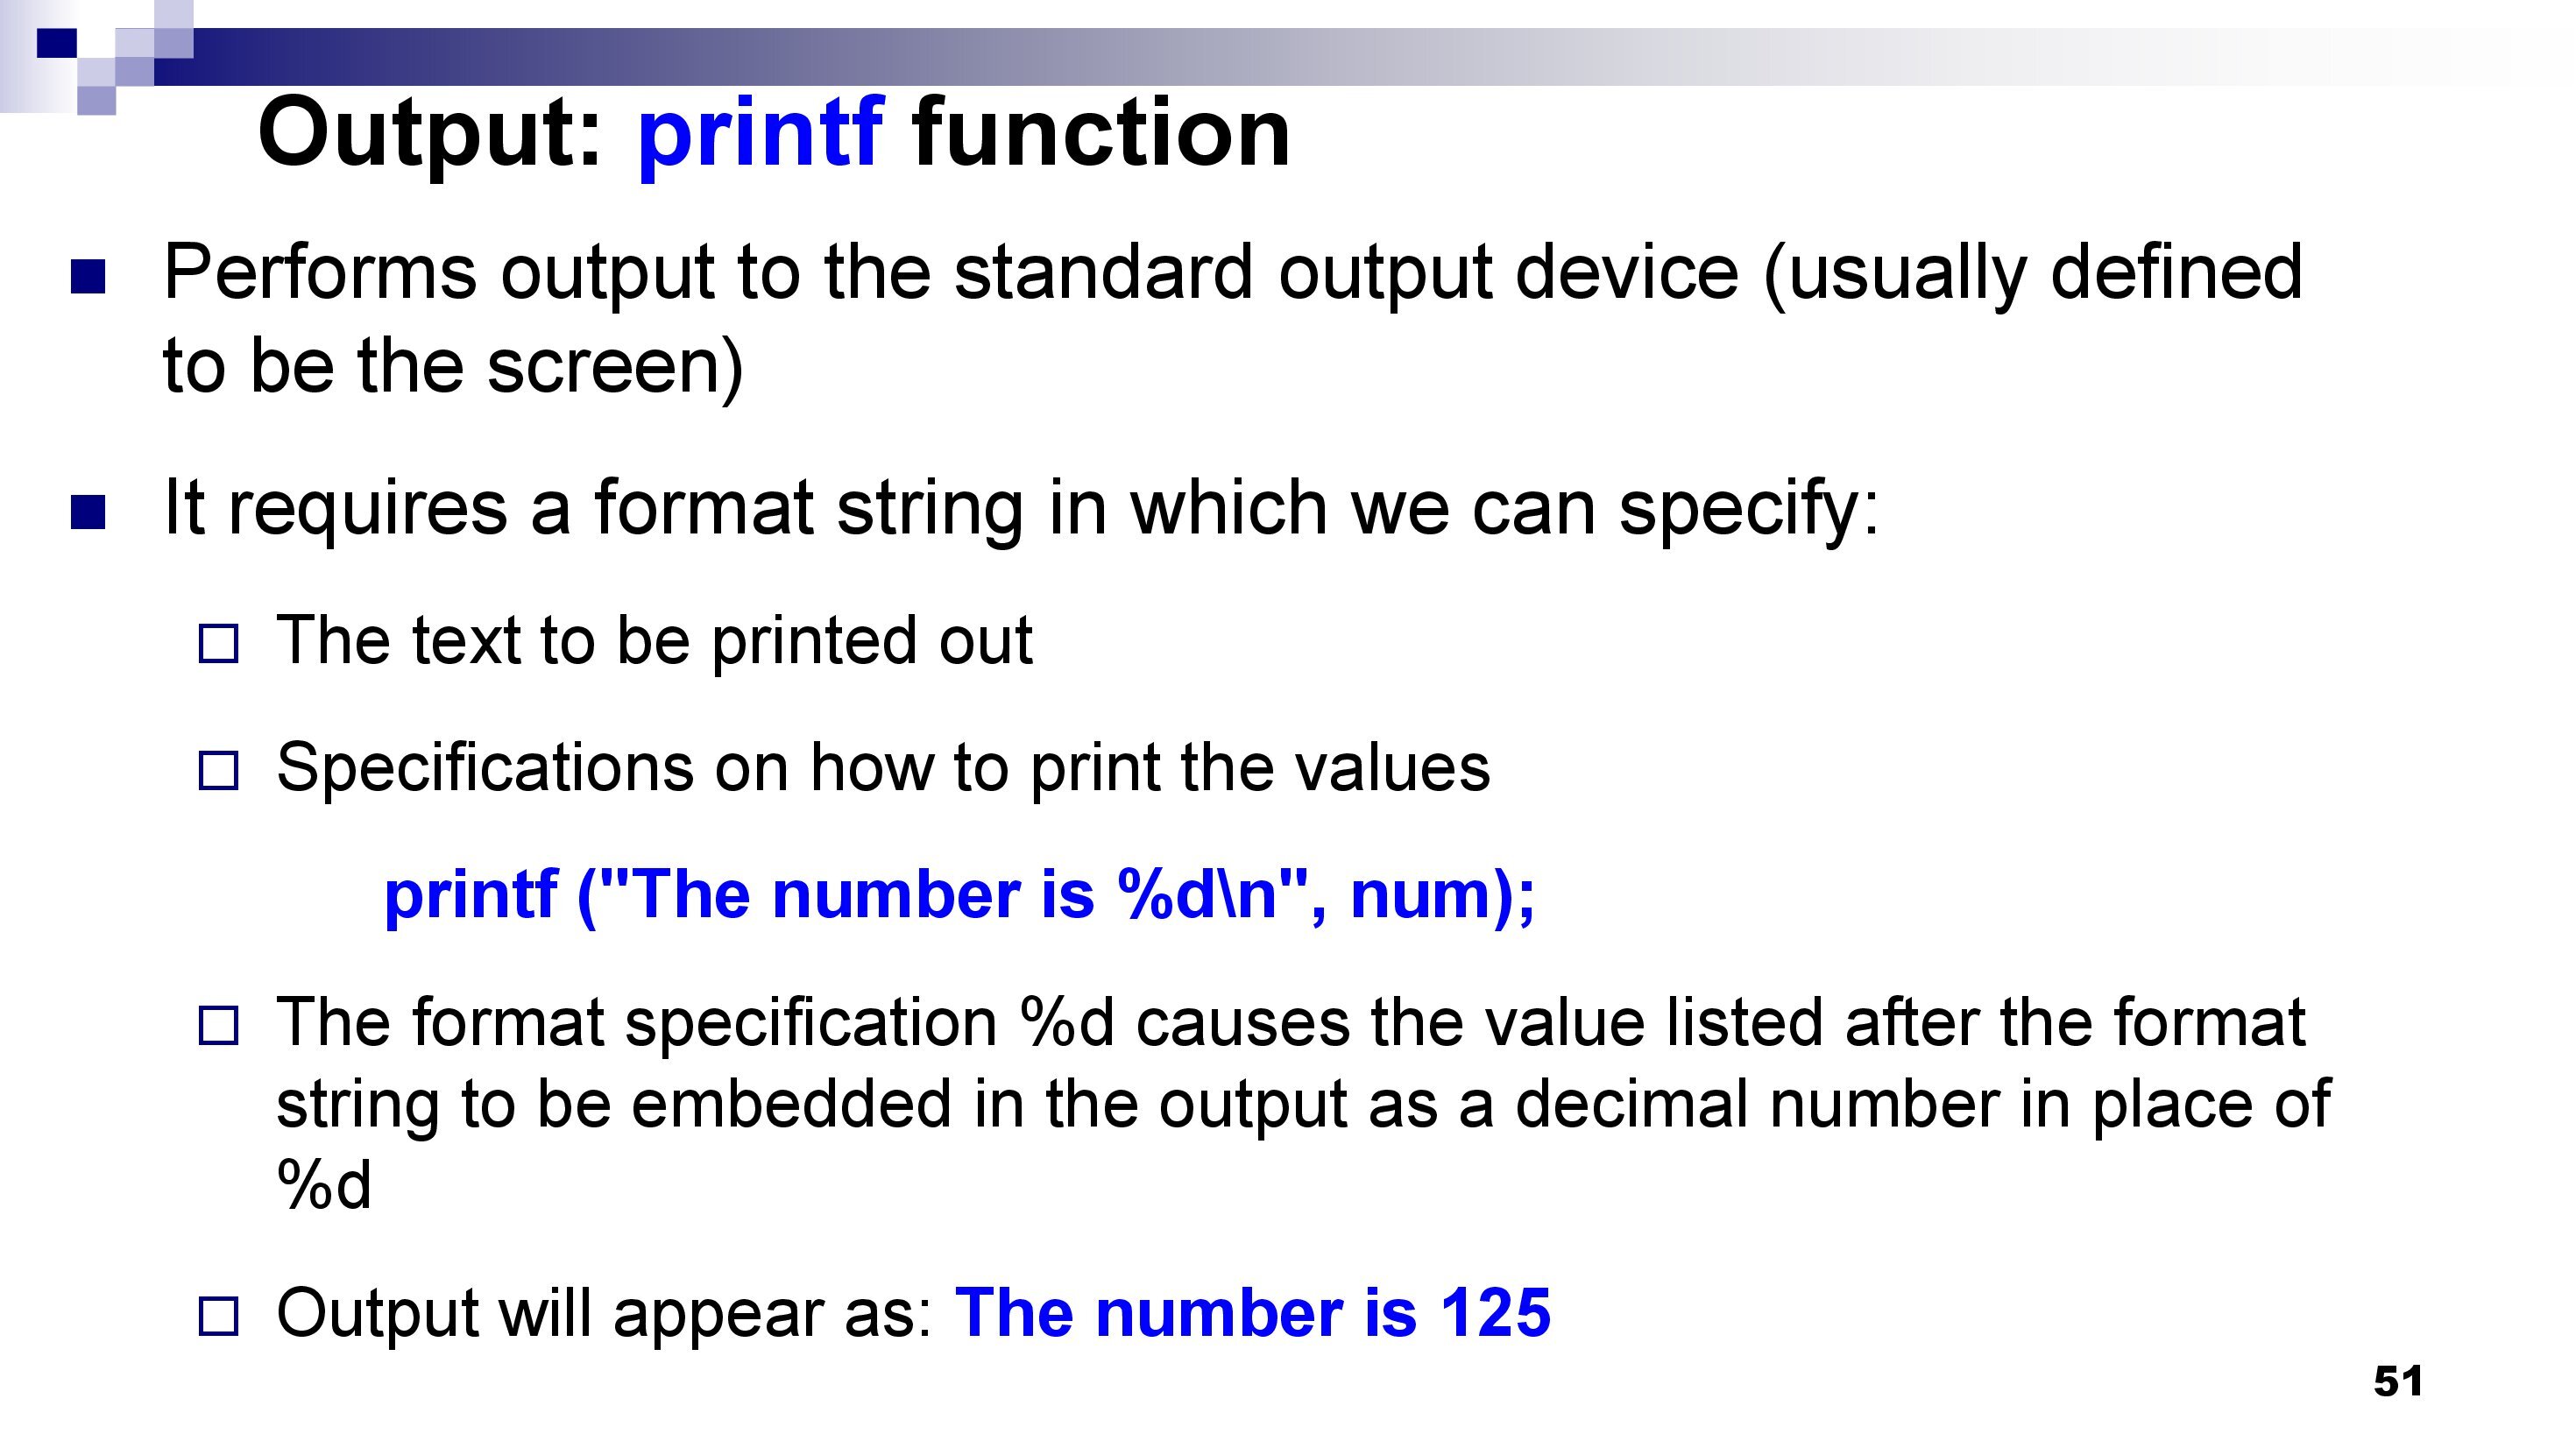 Output: printf function
Performs output to the standard output device (usually defined
to be the screen)
It requires a format string in which we can specify:
The text to be printed out
Specifications on how to print the values
printf ("The number is %d\n", num);
The format specification %d causes the value listed after the format
string to be embedded in the output as a decimal number in place of
%d
Output will appear as: The number is 125
51